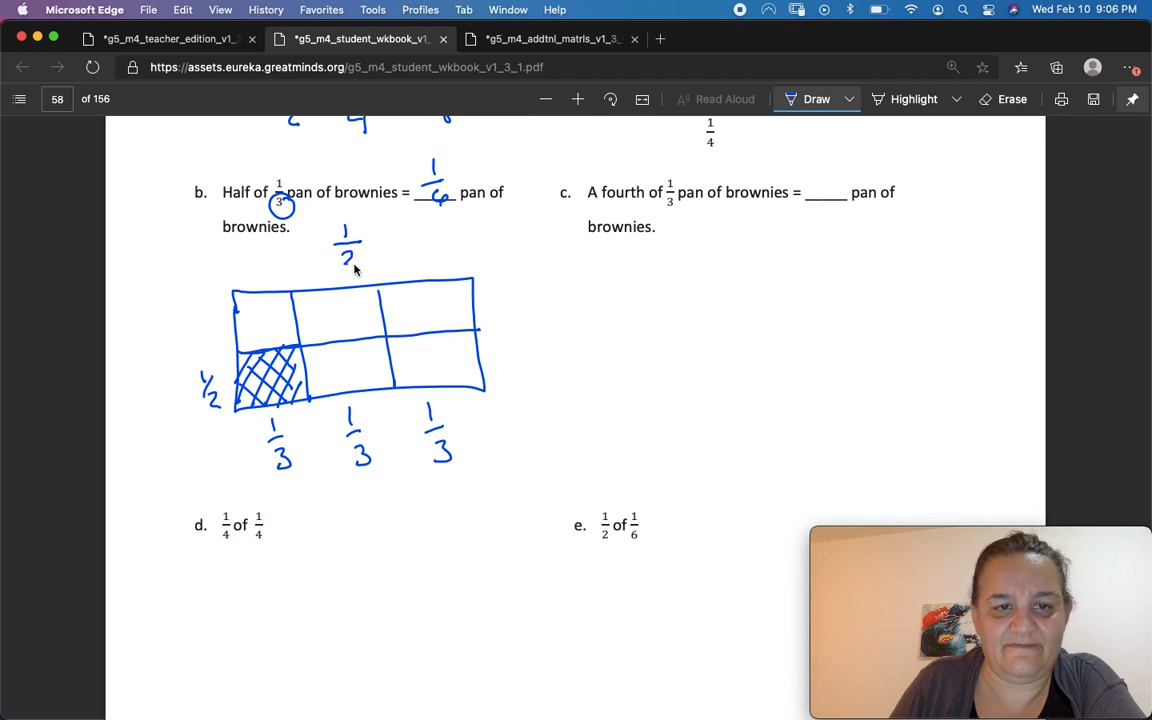 Microsoft Edge File Edit View History Favorites Tools Profiles Tab Window Help Wed Feb 10 9:06 PM
*g5_m4_teacher_edition_v1_3 *g5_m4_student_wkbook_v1_ *g5_m4_addtnl_matrls_v1_3_
https://assets.eureka.greatminds.org/g5_m4_student_wkbook_v1_3_1.pdf
58 of 156 Read Aloud Draw Highlight Erase
1/4
b. Half of 1/3 pan of brownies = 1/6 pan of brownies.
c. A fourth of 1/3 pan of brownies = _____ pan of brownies.
1/2
1/2
1/3 1/3 1/3
d. 1/4 of 1/4
e. 1/2 of 1/6